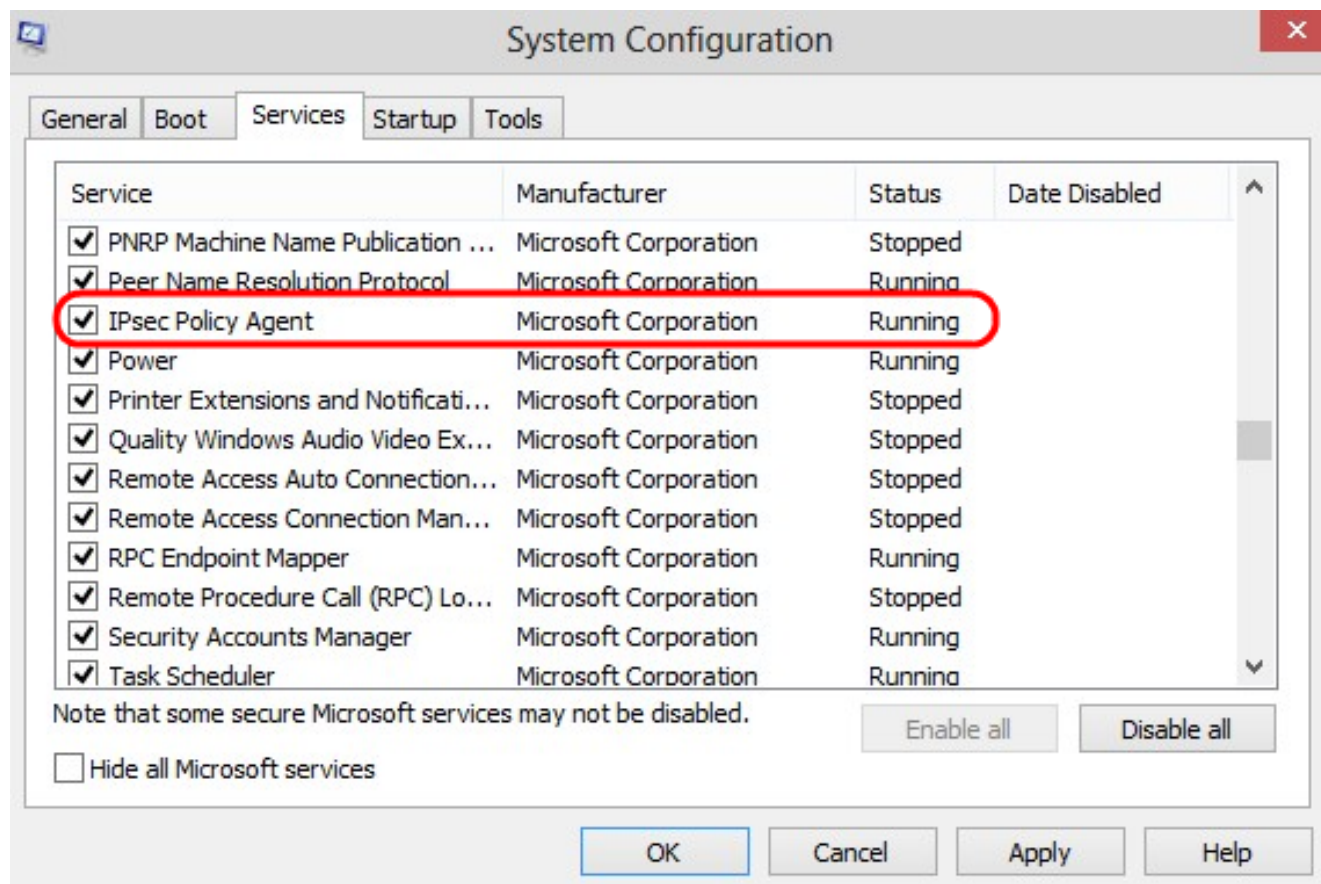 System Configuration
General Boot Services Startup Tools
Service Manufacturer Status Date Disabled
PNRP Machine Name Publication ... Microsoft Corporation Stopped
Peer Name Resolution Protocol Microsoft Corporation Running
IPsec Policy Agent Microsoft Corporation Running
Power Microsoft Corporation Running
Printer Extensions and Notificati... Microsoft Corporation Stopped
Quality Windows Audio Video Ex... Microsoft Corporation Stopped
Remote Access Auto Connection... Microsoft Corporation Stopped
Remote Access Connection Man... Microsoft Corporation Stopped
RPC Endpoint Mapper Microsoft Corporation Running
Remote Procedure Call (RPC) Lo... Microsoft Corporation Stopped
Security Accounts Manager Microsoft Corporation Running
Task Scheduler Microsoft Corporation Running
Note that some secure Microsoft services may not be disabled.
Enable all Disable all
Hide all Microsoft services
OK Cancel Apply Help